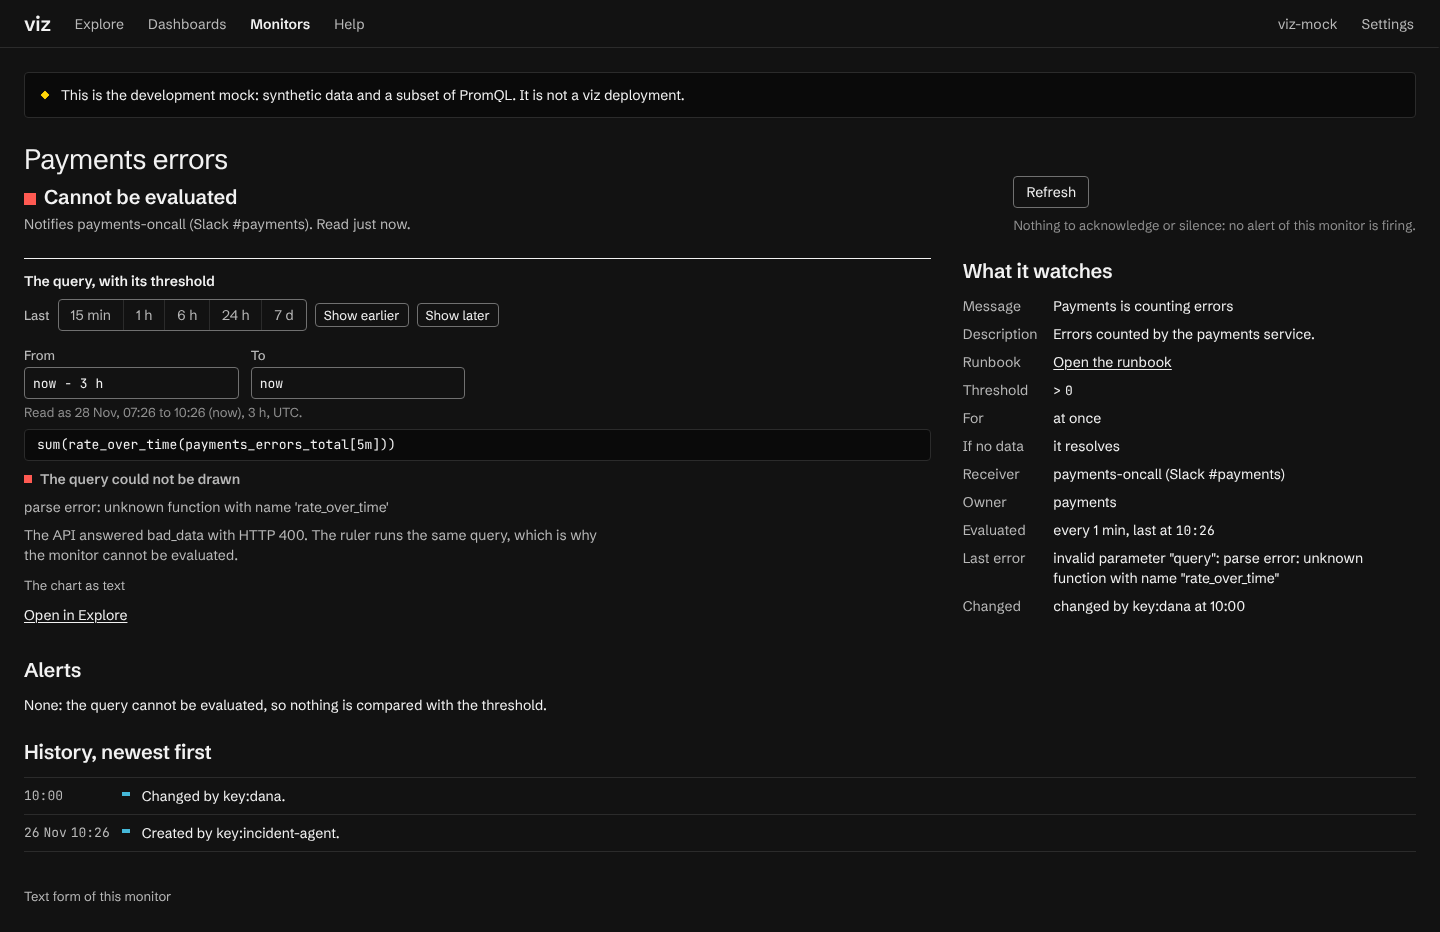 viz Explore Dashboards Monitors Help viz-mock Settings
This is the development mock: synthetic data and a subset of PromQL. It is not a viz deployment.
Payments errors
Cannot be evaluated
Notifies payments-oncall (Slack #payments). Read just now.
Refresh
Nothing to acknowledge or silence: no alert of this monitor is firing.
The query, with its threshold
Last 15 min 1 h 6 h 24 h 7 d Show earlier Show later
From To
now - 3 h now
Read as 28 Nov, 07:26 to 10:26 (now), 3 h, UTC.
sum(rate_over_time(payments_errors_total[5m]))
The query could not be drawn
parse error: unknown function with name 'rate_over_time'
The API answered bad_data with HTTP 400. The ruler runs the same query, which is why
the monitor cannot be evaluated.
The chart as text
Open in Explore
What it watches
Message Payments is counting errors
Description Errors counted by the payments service.
Runbook Open the runbook
Threshold > 0
For at once
If no data it resolves
Receiver payments-oncall (Slack #payments)
Owner payments
Evaluated every 1 min, last at 10:26
Last error invalid parameter "query": parse error: unknown
function with name "rate_over_time"
Changed changed by key:dana at 10:00
Alerts
None: the query cannot be evaluated, so nothing is compared with the threshold.
History, newest first
10:00 Changed by key:dana.
26 Nov 10:26 Created by key:incident-agent.
Text form of this monitor